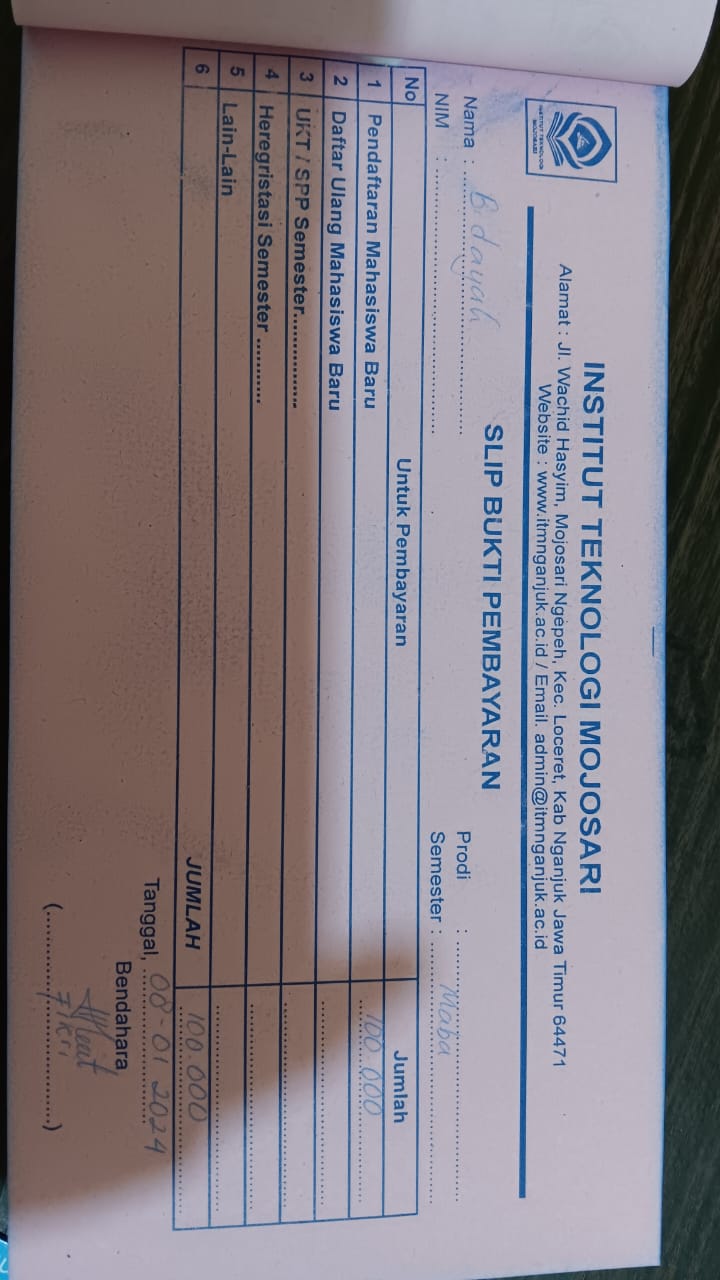 INSTITUT TEKNOLOGI MOJOSARI
INSTITUT TEKNOLOGI MOJOSARI
Alamat : Jl. Wachid Hasyim, Mojosari Ngepeh, Kec. Loceret, Kab Nganjuk Jawa Timur 64471
Website : www.itmnganjuk.ac.id / Email. admin@itmnganjuk.ac.id
SLIP BUKTI PEMBAYARAN
Nama : Bidayah Prodi :
NIM : Semester : Maba
No Untuk Pembayaran Jumlah
1 Pendaftaran Mahasiswa Baru 100.000
2 Daftar Ulang Mahasiswa Baru
3 UKT / SPP Semester................
4 Heregristasi Semester ............
5 Lain-Lain
6 JUMLAH 100.000
Tanggal, 08-01 2024
Bendahara
Fikri
(..............................)